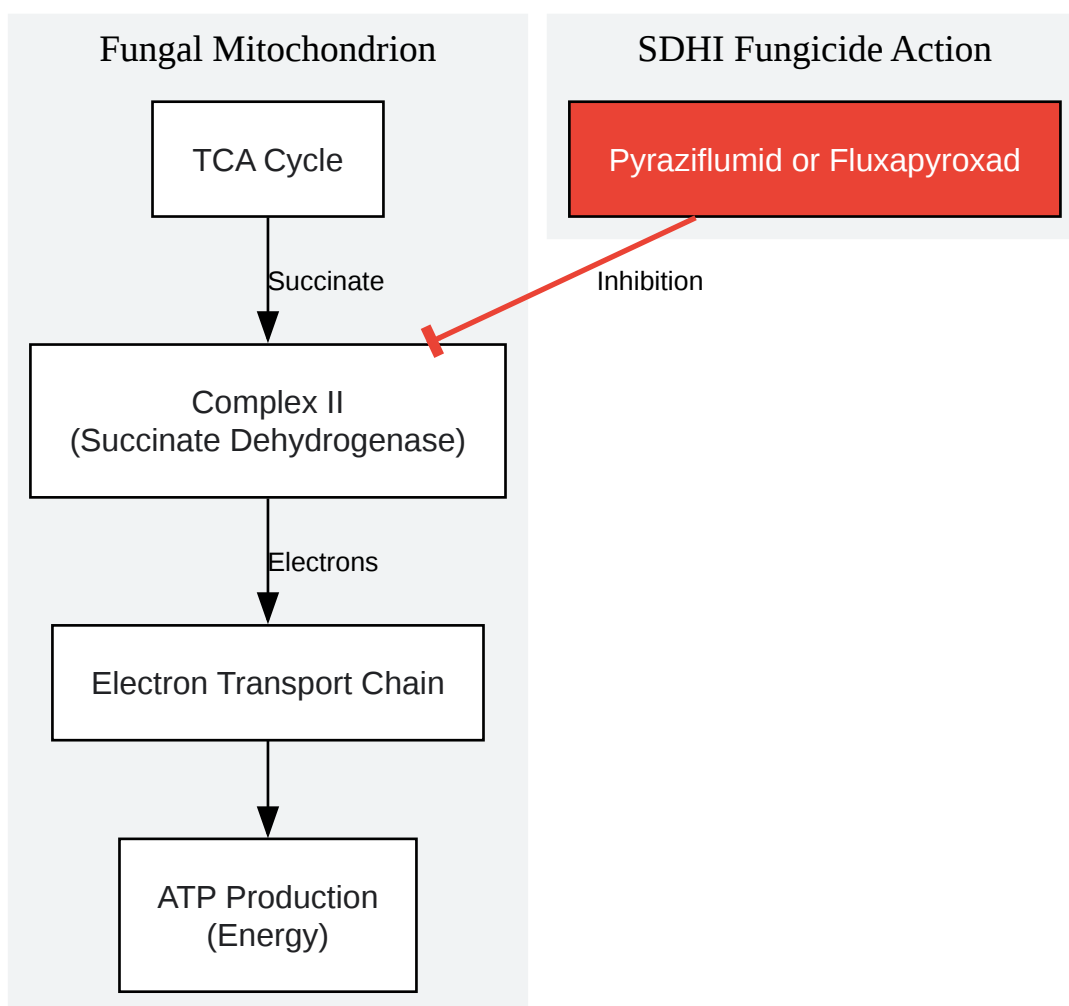 Fungal Mitochondrion
SDHI Fungicide Action
TCA Cycle
Pyraziflumid or Fluxapyroxad
Succinate
Inhibition
Complex II
(Succinate Dehydrogenase)
Electrons
Electron Transport Chain
ATP Production
(Energy)